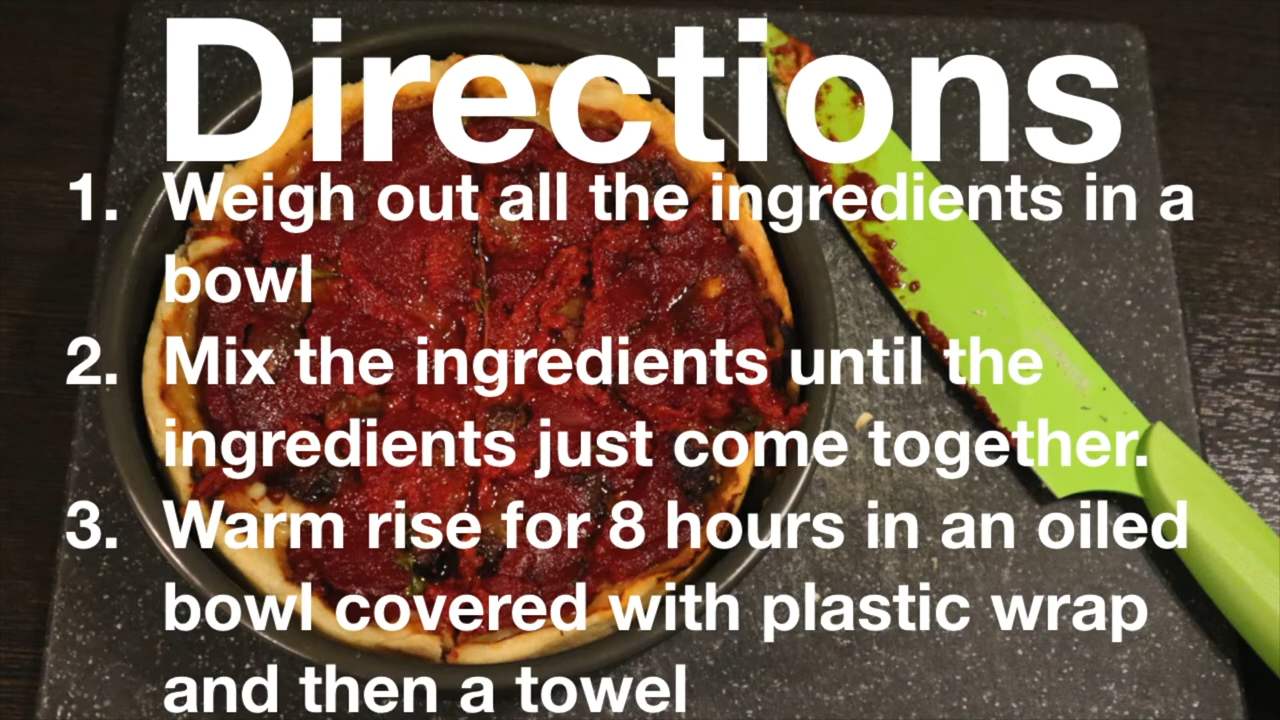 Directions
1. Weigh out all the ingredients in a
bowl
2. Mix the ingredients until the
ingredients just come together.
3. Warm rise for 8 hours in an oiled
bowl covered with plastic wrap
and then a towel